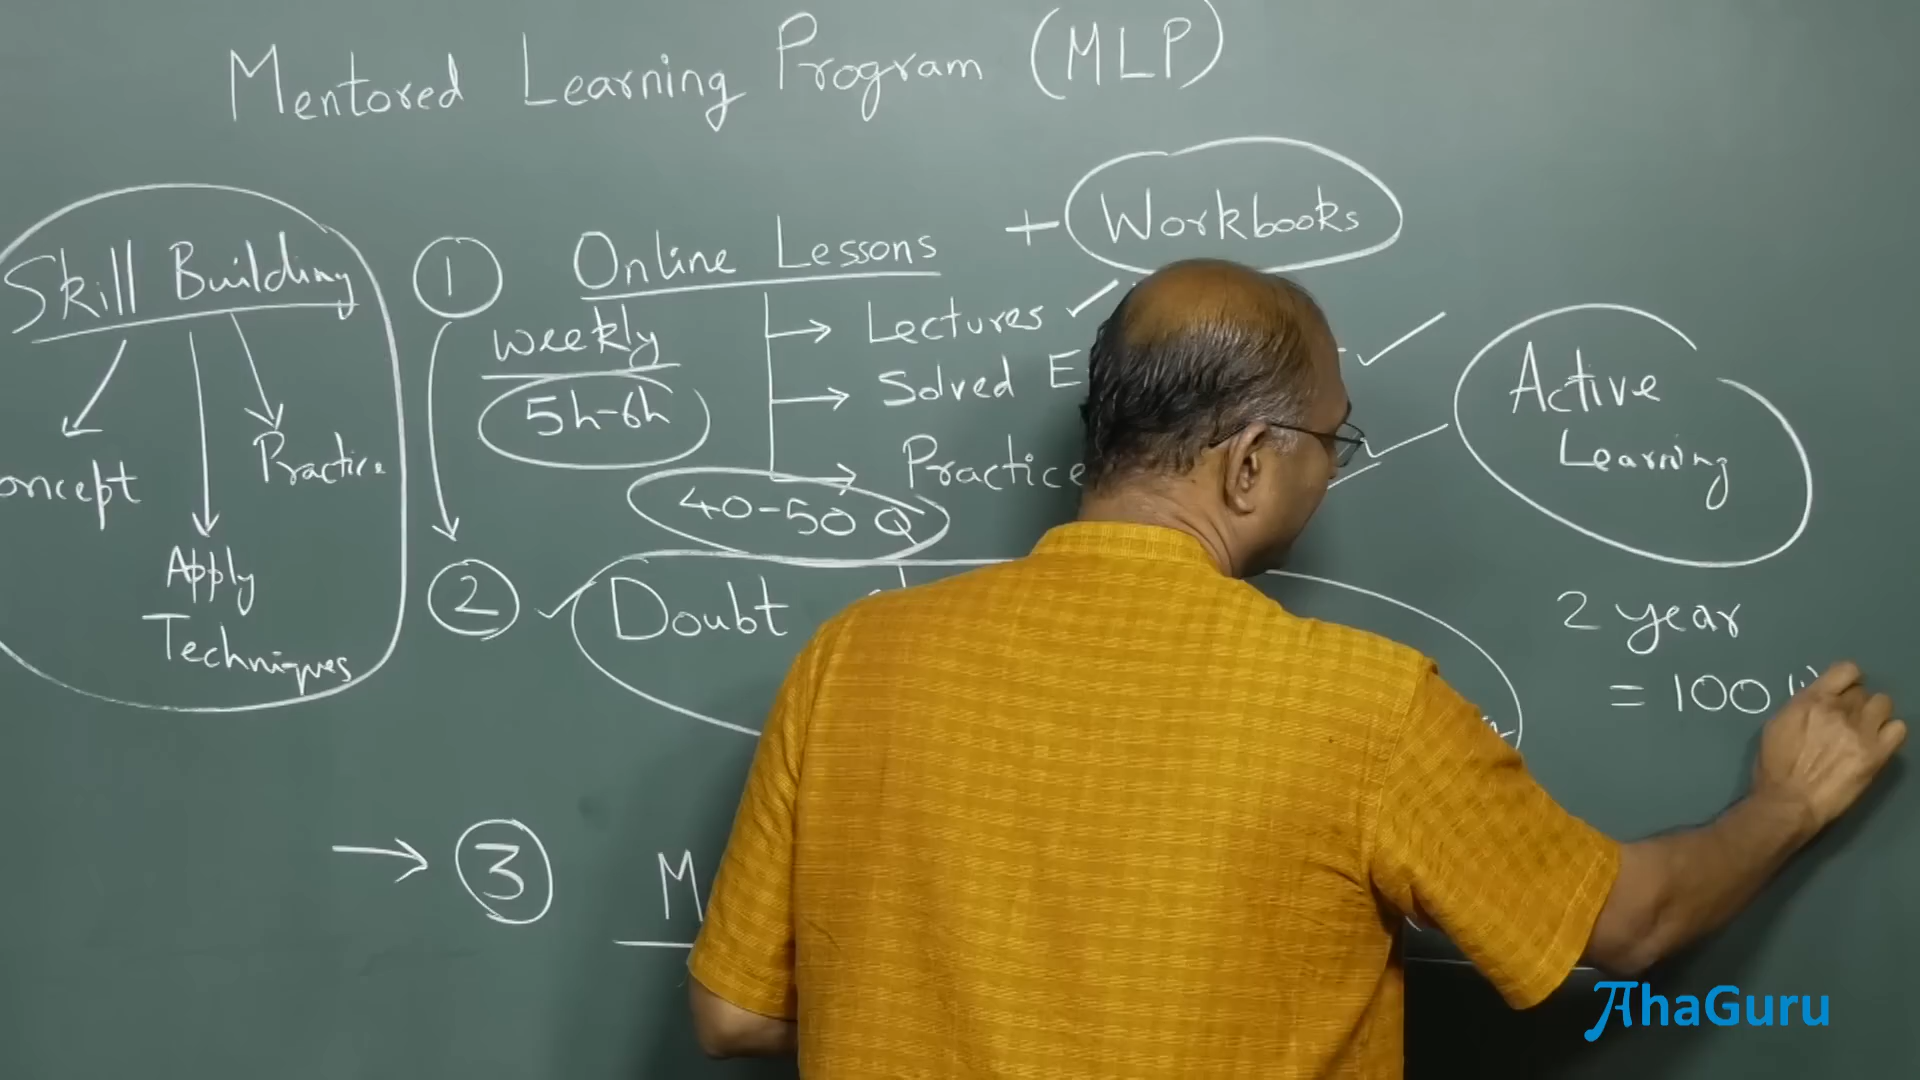 Mentored Learning Program (MLP)
Skill Building
Practice
Apply
Techniques
1 Online Lessons + Workbooks
weekly
5h-6h
Lectures ✓
Solved ✓
Practice ✓
40-50 Q
Active
Learning
2 ✓ Doubt
2 year
= 100
3
AhaGuru